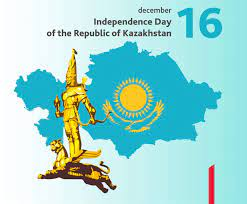 december
16
Independence Day
of the Republic of Kazakhstan